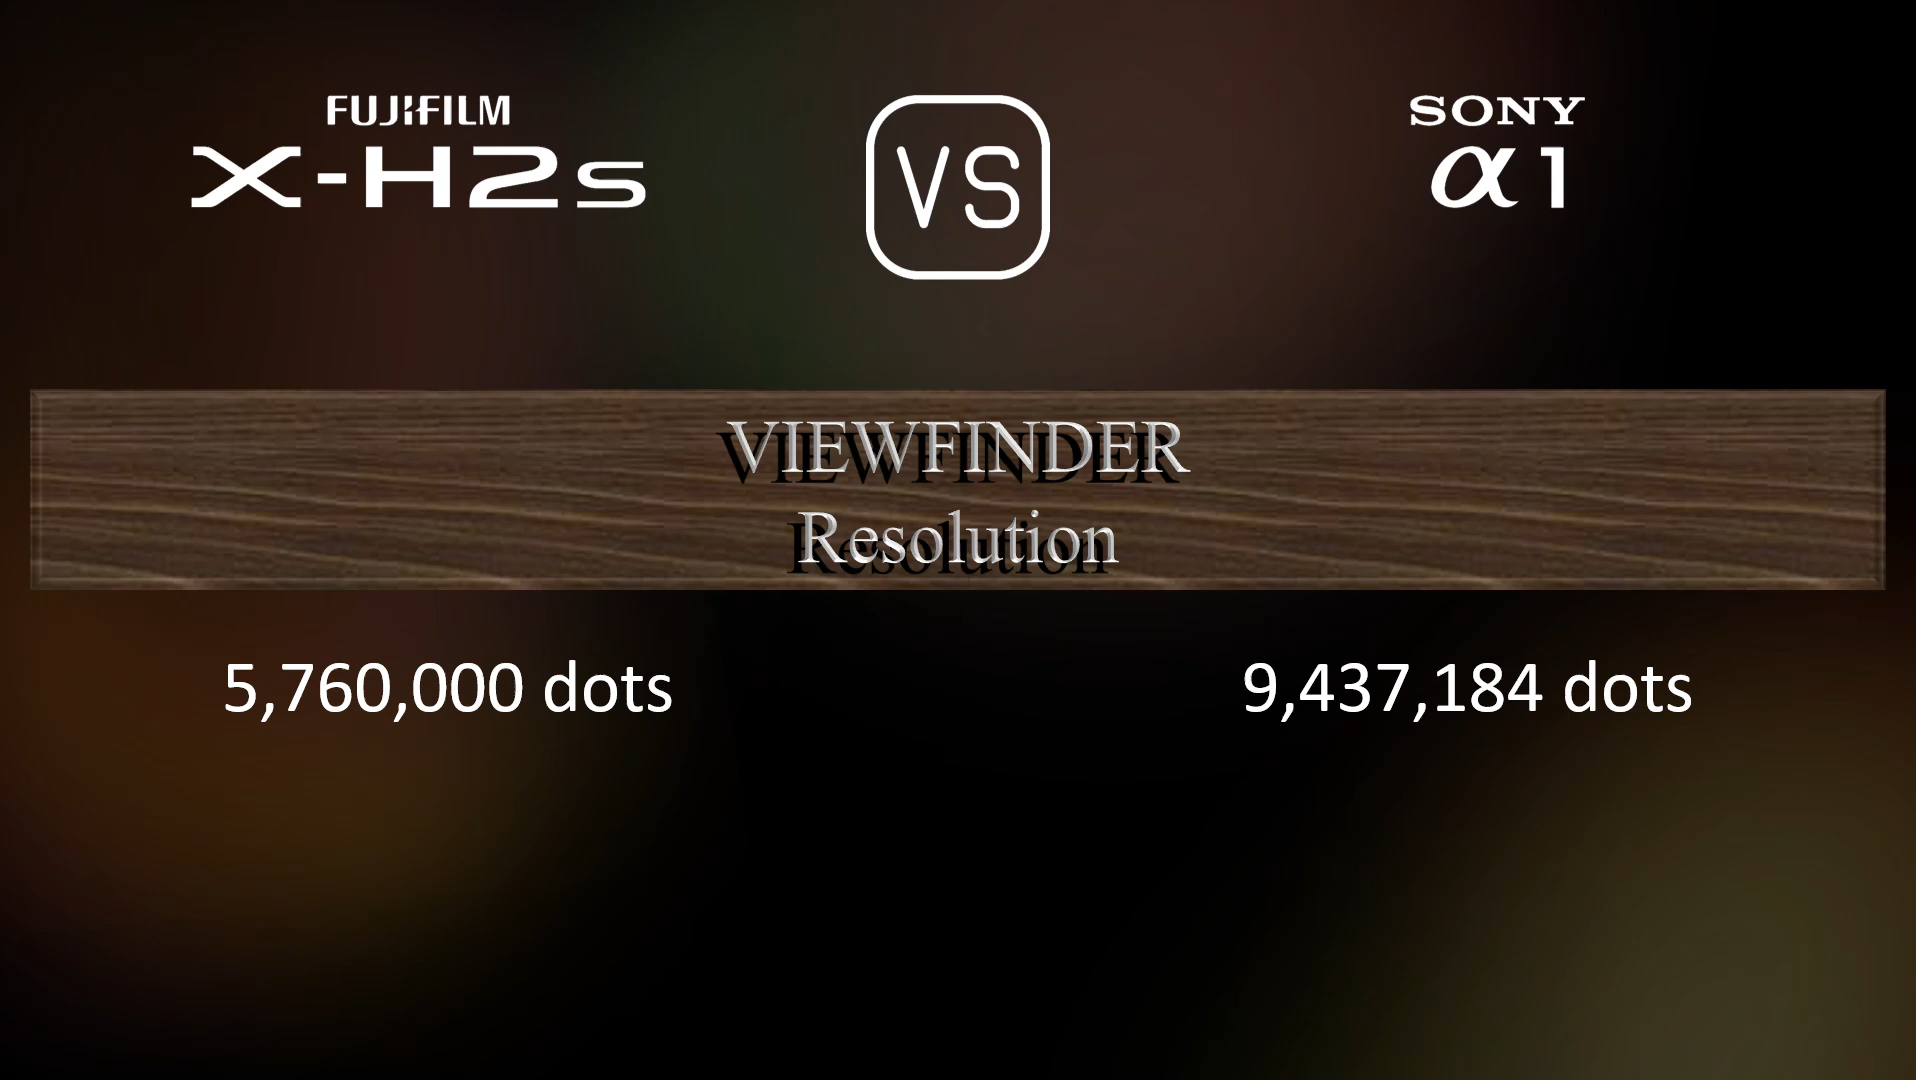 FUJIFILM
X-H2S
VS
SONY
α1
VIEWFINDER
Resolution
5,760,000 dots
9,437,184 dots